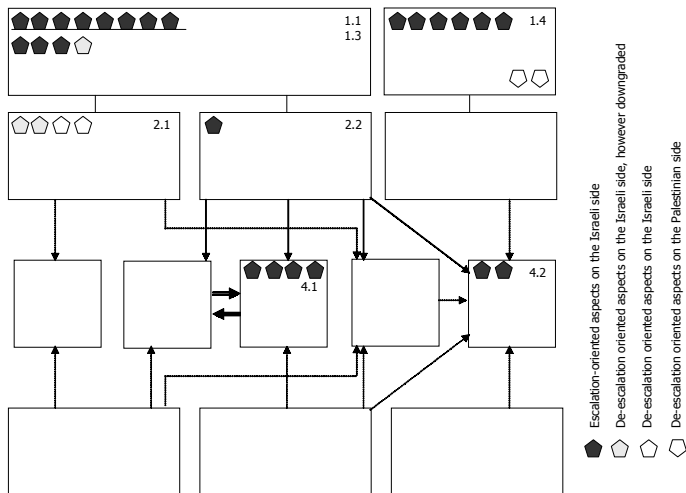 1.1
1.3
1.4
2.1
2.2
4.1
4.2
Escalation-oriented aspects on the Israeli side
De-escalation oriented aspects on the Israeli side, however downgraded
De-escalation oriented aspects on the Israeli side
De-escalation oriented aspects on the Palestinian side